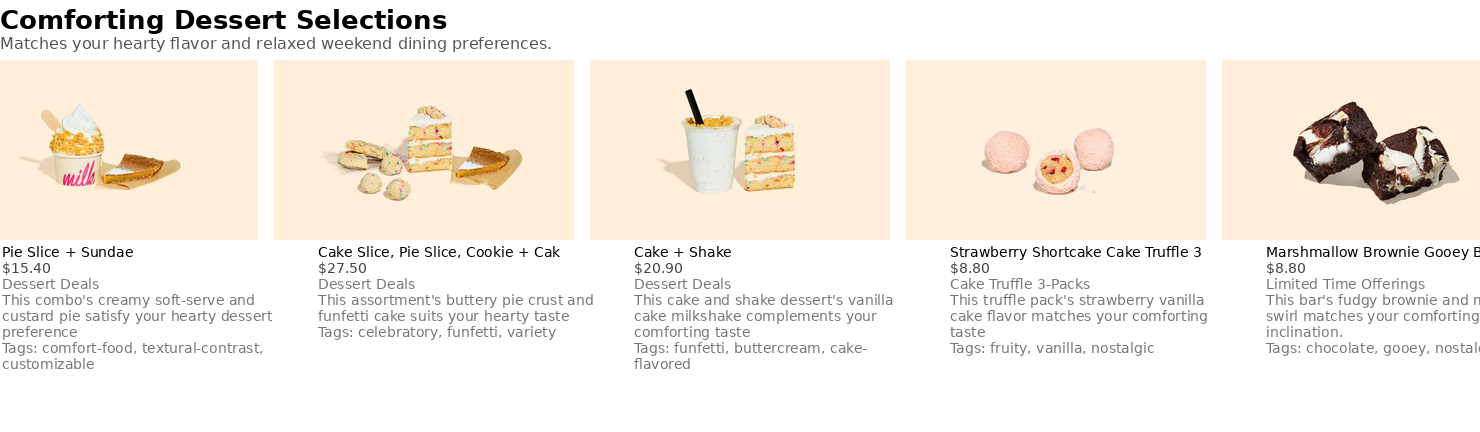 Comforting Dessert Selections
Matches your hearty flavor and relaxed weekend dining preferences.
milk
Pie Slice + Sundae
$15.40
Dessert Deals
This combo's creamy soft-serve and
custard pie satisfy your hearty dessert
preference
Tags: comfort-food, textural-contrast,
customizable
Cake Slice, Pie Slice, Cookie + Cak
$27.50
Dessert Deals
This assortment's buttery pie crust and
funfetti cake suits your hearty taste
Tags: celebratory, funfetti, variety
Cake + Shake
$20.90
Dessert Deals
This cake and shake dessert's vanilla
cake milkshake complements your
comforting taste
Tags: funfetti, buttercream, cake-
flavored
Strawberry Shortcake Cake Truffle 3
$8.80
Cake Truffle 3-Packs
This truffle pack's strawberry vanilla
cake flavor matches your comforting
taste
Tags: fruity, vanilla, nostalgic
Marshmallow Brownie Gooey
$8.80
Limited Time Offerings
This bar's fudgy brownie and
swirl matches your comforting
inclination.
Tags: chocolate, gooey,